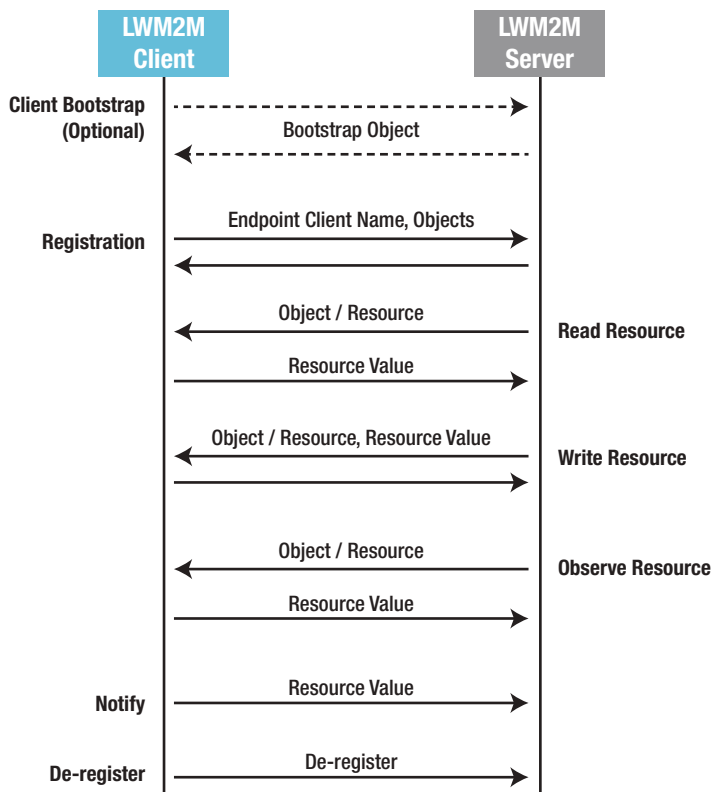 LWM2M
Client
LWM2M
Server
Client Bootstrap
(Optional)
Bootstrap Object
Endpoint Client Name, Objects
Registration
Object / Resource
Read Resource
Resource Value
Object / Resource, Resource Value
Write Resource
Object / Resource
Observe Resource
Resource Value
Resource Value
Notify
De-register
De-register